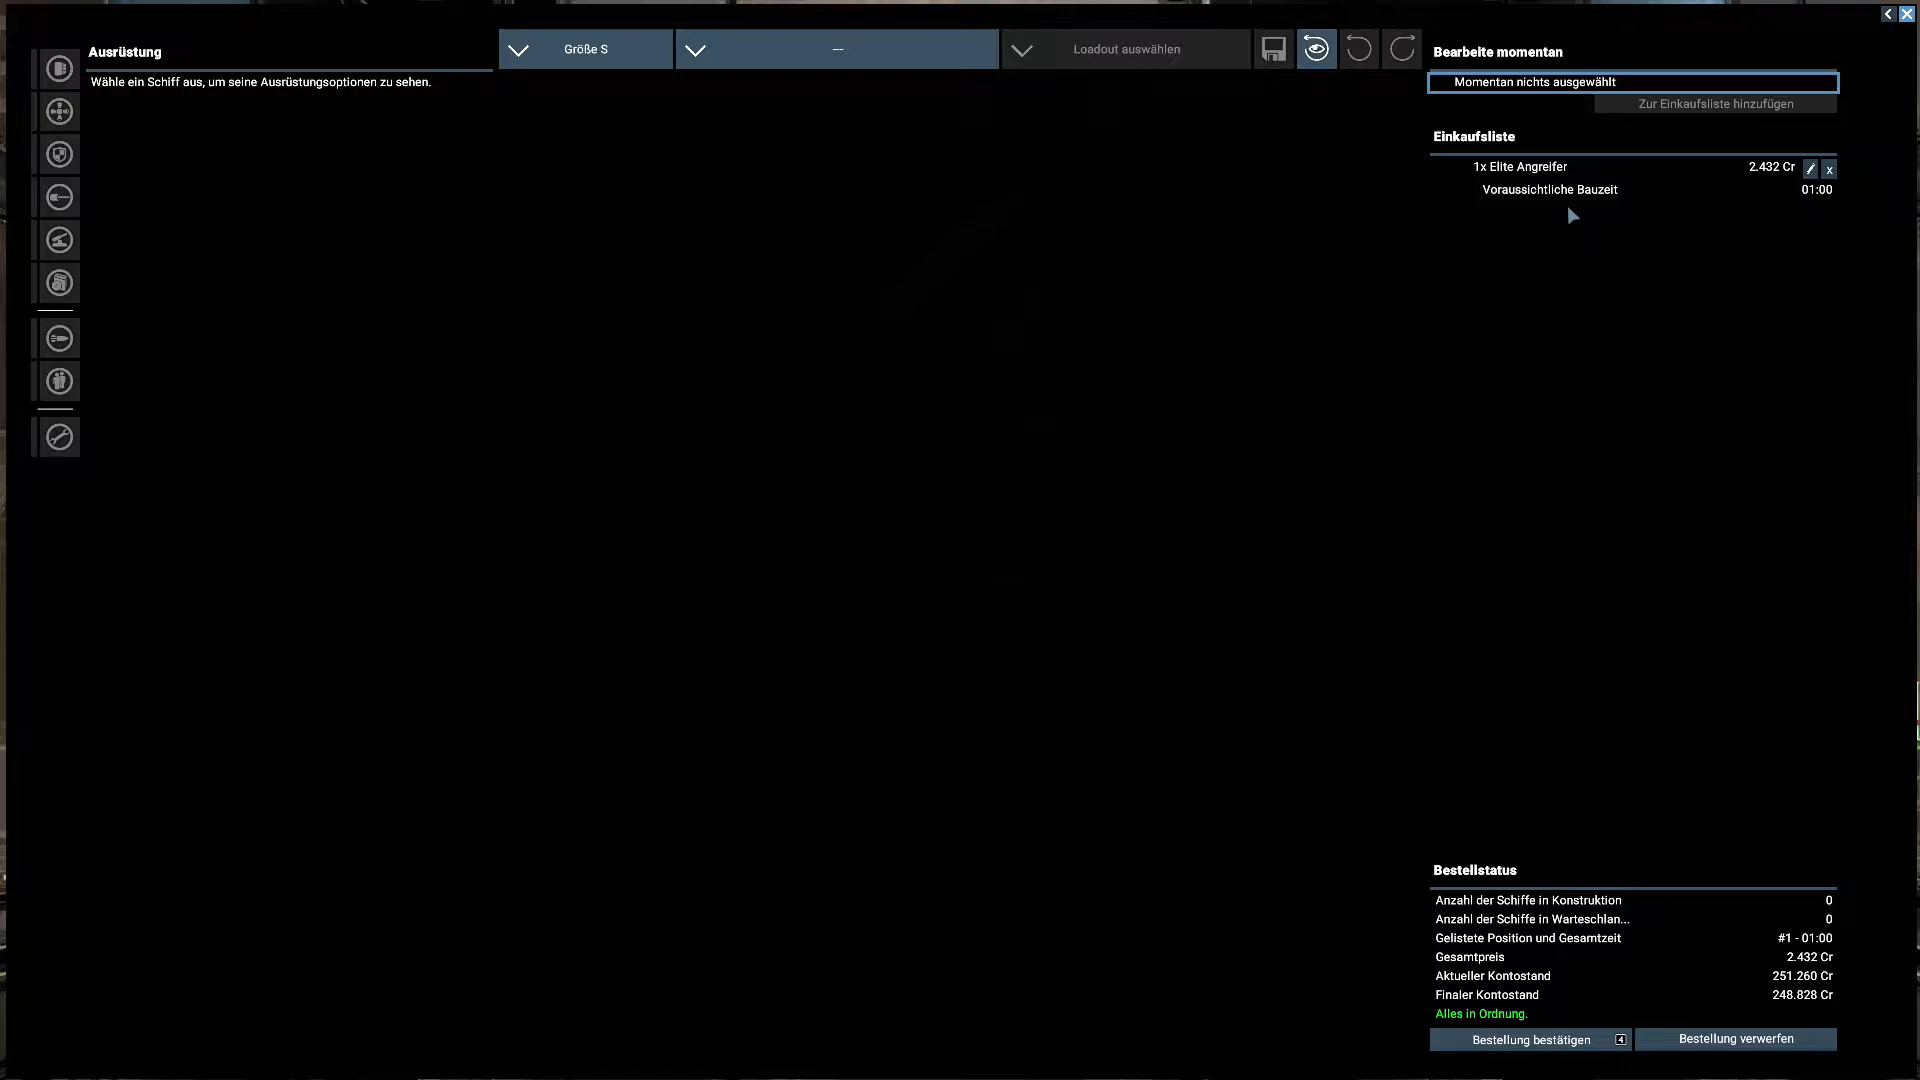 Ausrüstung
Wähle ein Schiff aus, um seine Ausrüstungsoptionen zu sehen.
Größe S
---
Loadout auswählen
Bearbeite momentan
Momentan nichts ausgewählt
Zur Einkaufsliste hinzufügen
Einkaufsliste
1x Elite Angreifer 2.432 Cr x
Voraussichtliche Bauzeit 01:00
Bestellstatus
Anzahl der Schiffe in Konstruktion 0
Anzahl der Schiffe in Warteschlan... 0
Gelistete Position und Gesamtzeit #1 - 01:00
Gesamtpreis 2.432 Cr
Aktueller Kontostand 251.260 Cr
Finaler Kontostand 248.828 Cr
Alles in Ordnung.
Bestellung bestätigen 4 Bestellung verwerfen